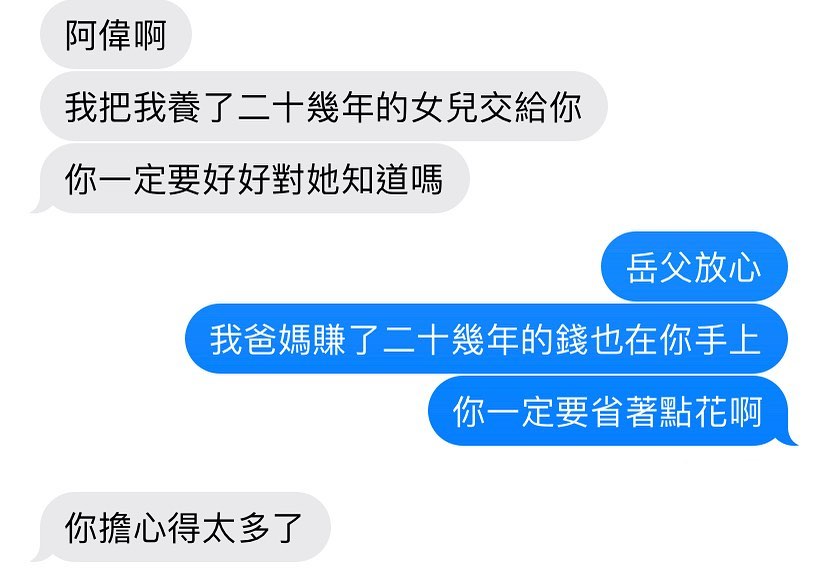 阿偉啊
我把我養了二十幾年的女兒交給你
你一定要好好對她知道嗎
岳父放心
我爸媽賺了二十幾年的錢也在你手上
你一定要省著點花啊
你擔心得太多了